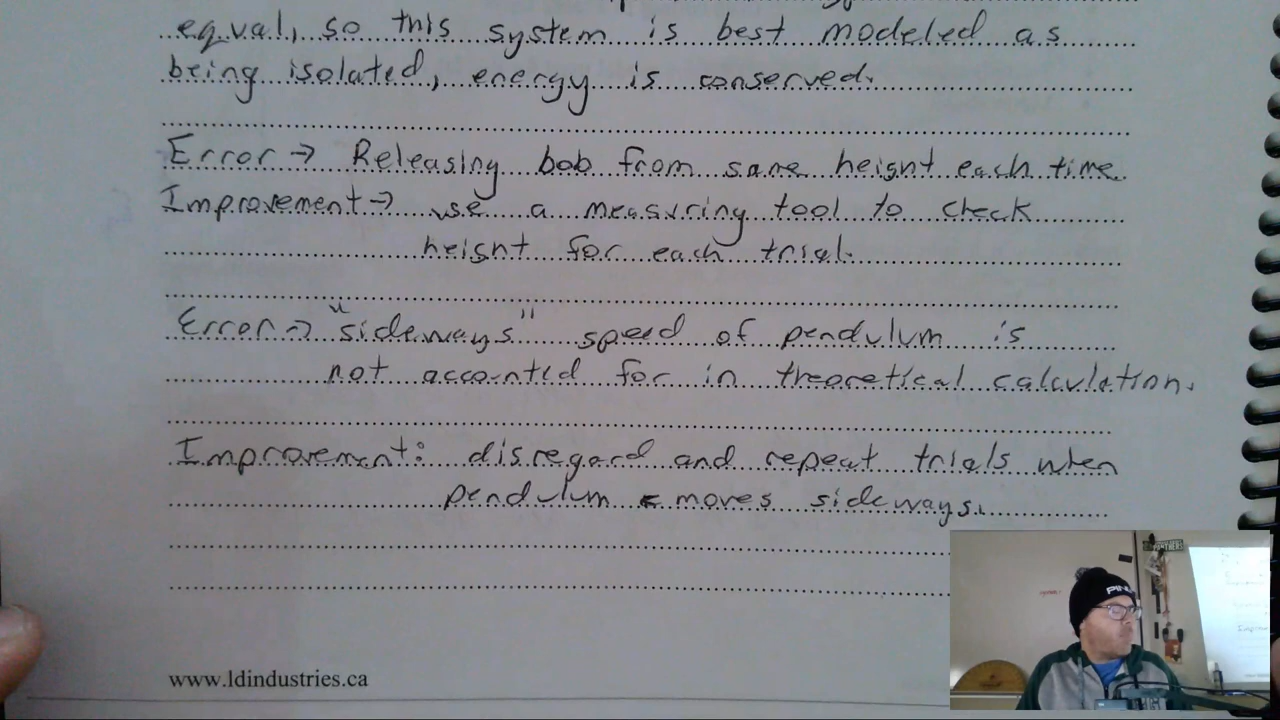 equal, so this system is best modeled as
being isolated, energy is conserved.
Error → Releasing bob from same height each time.
Improvement → use a measuring tool to check
height for each trial.
Error → "sideways" speed of pendulum is
not accounted for in theoretical calculation.
Improvement: disregard and repeat trials when
pendulum moves sideways.
www.ldindustries.ca
PING